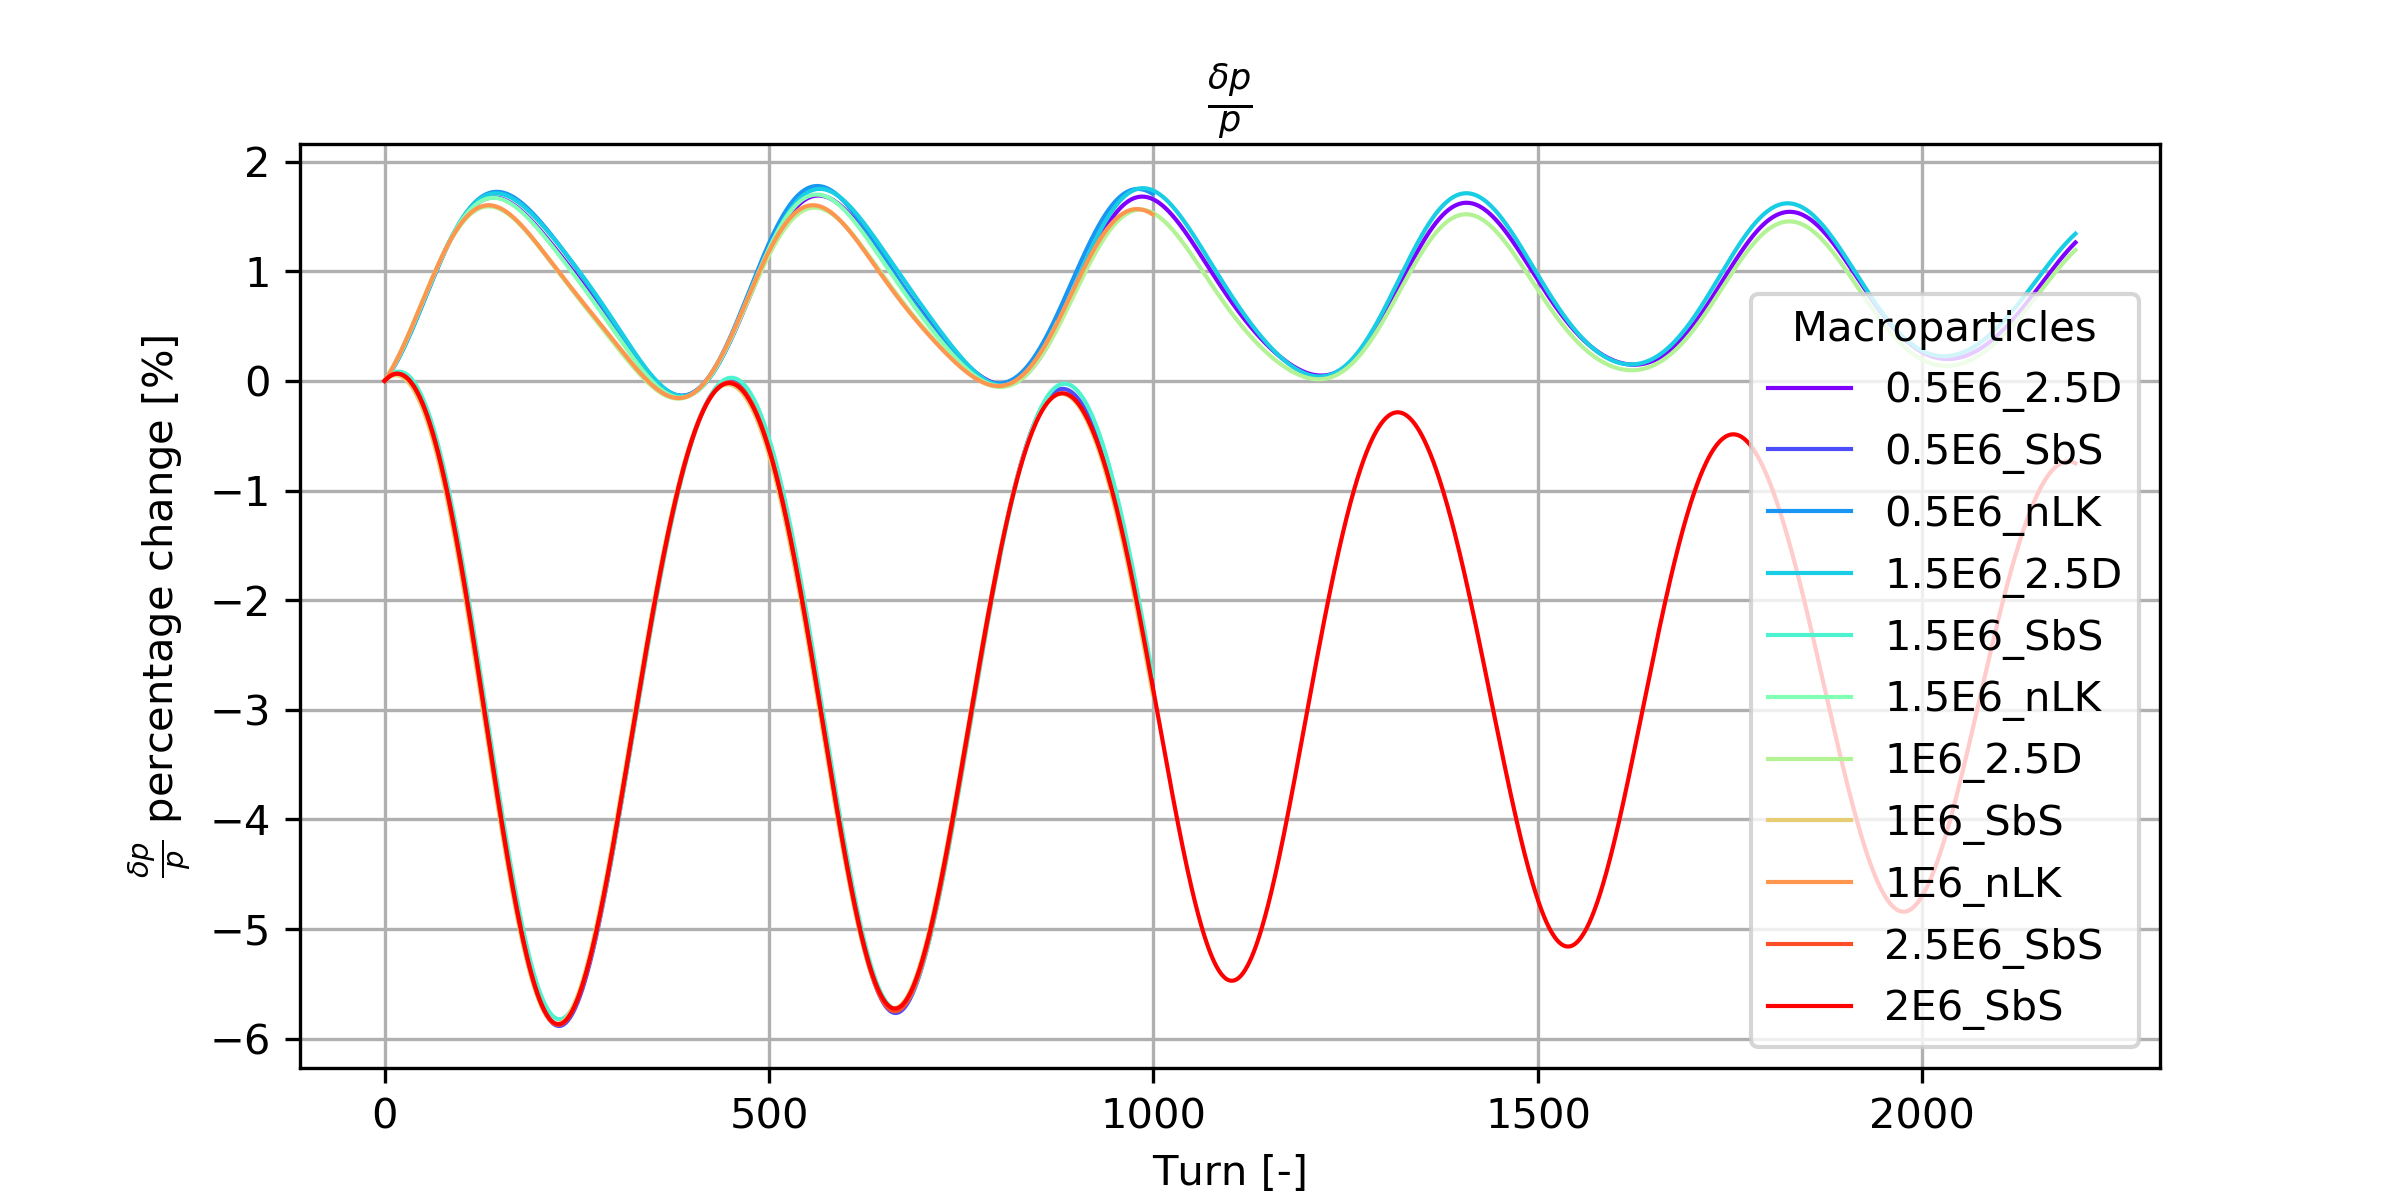 δp
p
2
1
0
−1
−2
−3
−4
−5
−6
δp/p percentage change [%]
0 500 1000 1500 2000
Turn [-]
Macroparticles
0.5E6_2.5D
0.5E6_SbS
0.5E6_nLK
1.5E6_2.5D
1.5E6_SbS
1.5E6_nLK
1E6_2.5D
1E6_SbS
1E6_nLK
2.5E6_SbS
2E6_SbS